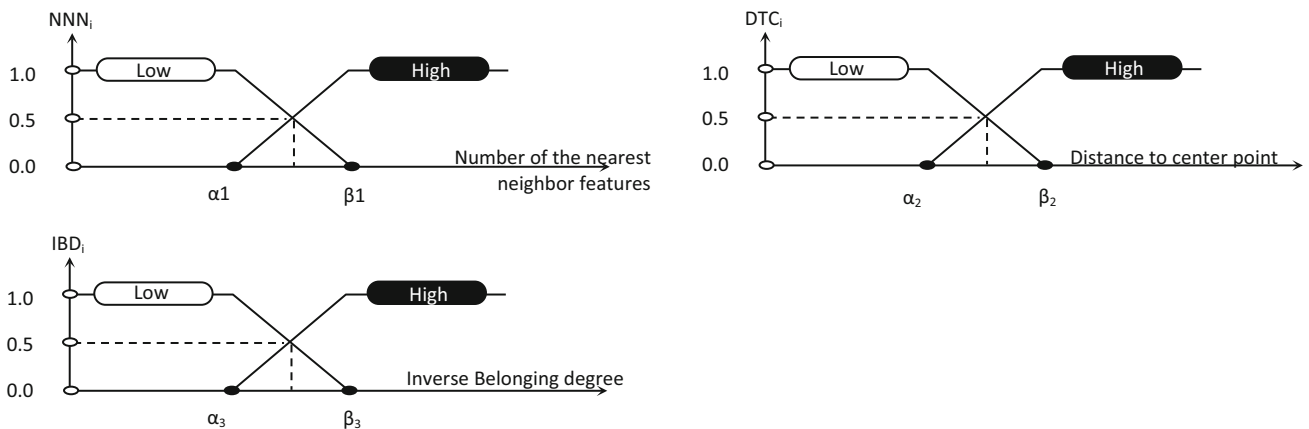 NNNᵢ
1.0
Low
High
0.5
0.0
Number of the nearest
neighbor features
α1
β1
DTCᵢ
1.0
Low
High
0.5
0.0
Distance to center point
α₂
β₂
IBDᵢ
1.0
Low
High
0.5
0.0
Inverse Belonging degree
α₃
β₃